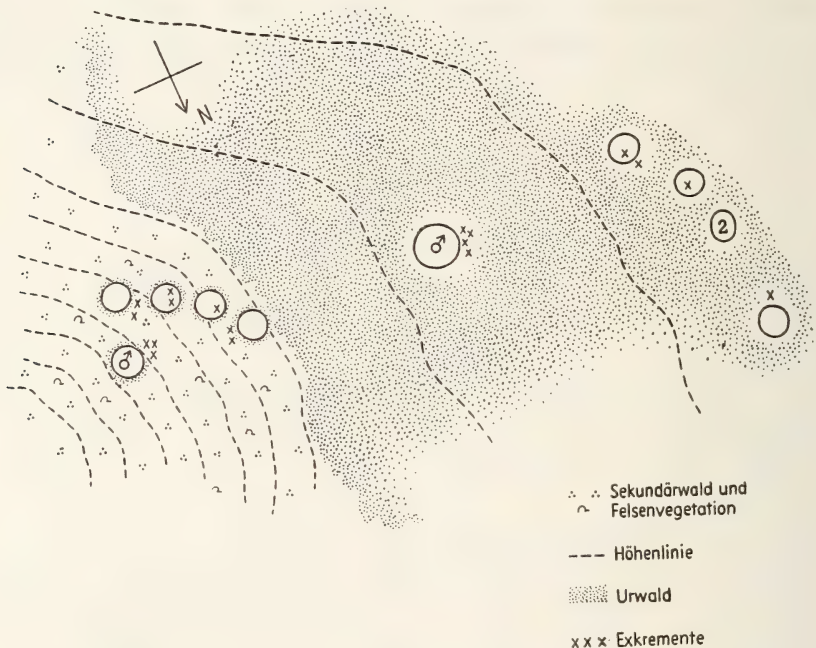 N
♂
2
♂
Sekundärwald und
Felsenvegetation
Höhenlinie
Urwald
x x x Exkremente